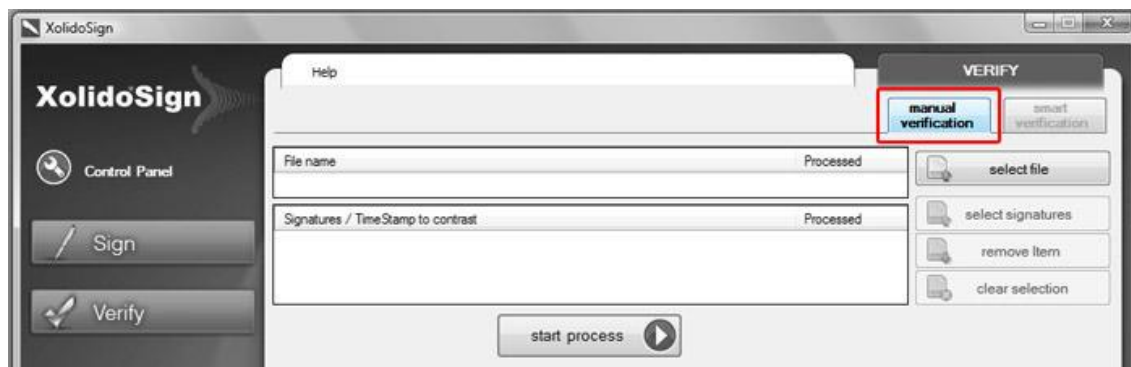 XolidoSign
Help
VERIFY
XolidoSign
manual
verification
smart
verification
Control Panel
File name Processed
select file
Signatures / TimeStamp to contrast Processed
select signatures
Sign
remove Item
clear selection
Verify
start process